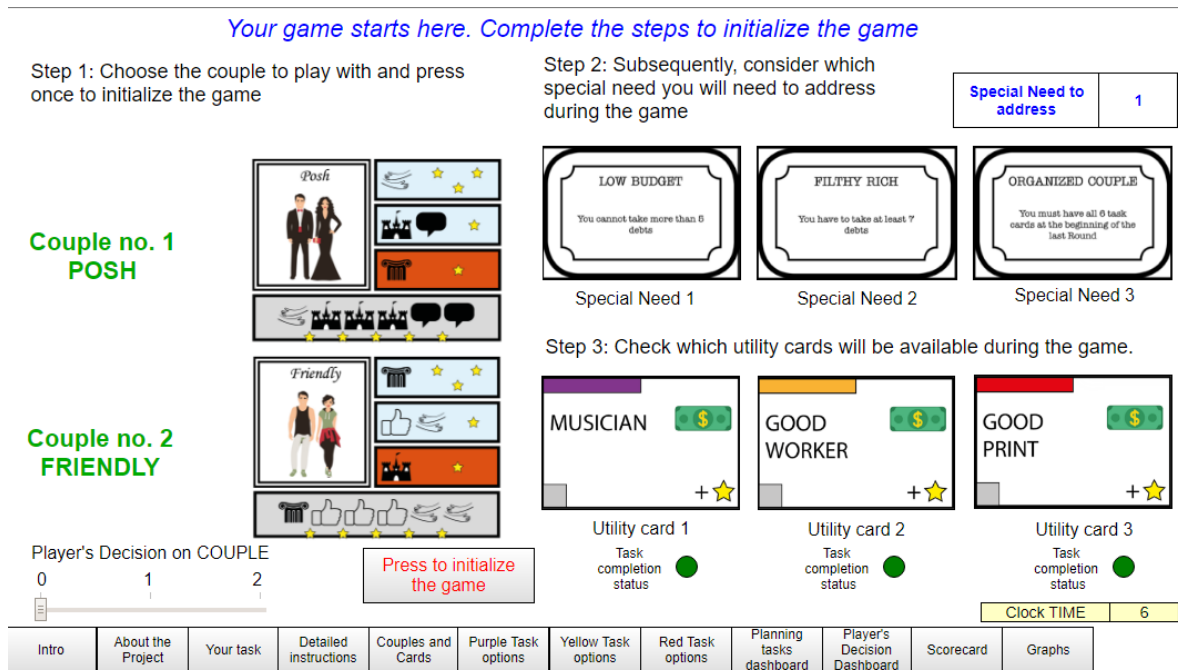 Your game starts here. Complete the steps to initialize the game
Step 1: Choose the couple to play with and press
once to initialize the game
Couple no. 1
POSH
Posh
Couple no. 2
FRIENDLY
Friendly
Player's Decision on COUPLE
0 1 2
Press to initialize
the game
Step 2: Subsequently, consider which
special need you will need to address
during the game
Special Need to
address
1
LOW BUDGET
You cannot take more than 5
debts
Special Need 1
FILTHY RICH
You have to take at least 7
debts
Special Need 2
ORGANIZED COUPLE
You must have all 6 task
cards at the beginning of the
last Round
Special Need 3
Step 3: Check which utility cards will be available during the game.
MUSICIAN
$
+
Utility card 1
Task
completion
status
GOOD
WORKER
$
+
Utility card 2
Task
completion
status
GOOD
PRINT
$
+
Utility card 3
Task
completion
status
Clock TIME 6
Intro
About the
Project
Your task
Detailed
instructions
Couples and
Cards
Purple Task
options
Yellow Task
options
Red Task
options
Planning
tasks
dashboard
Player's
Decision
Dashboard
Scorecard
Graphs